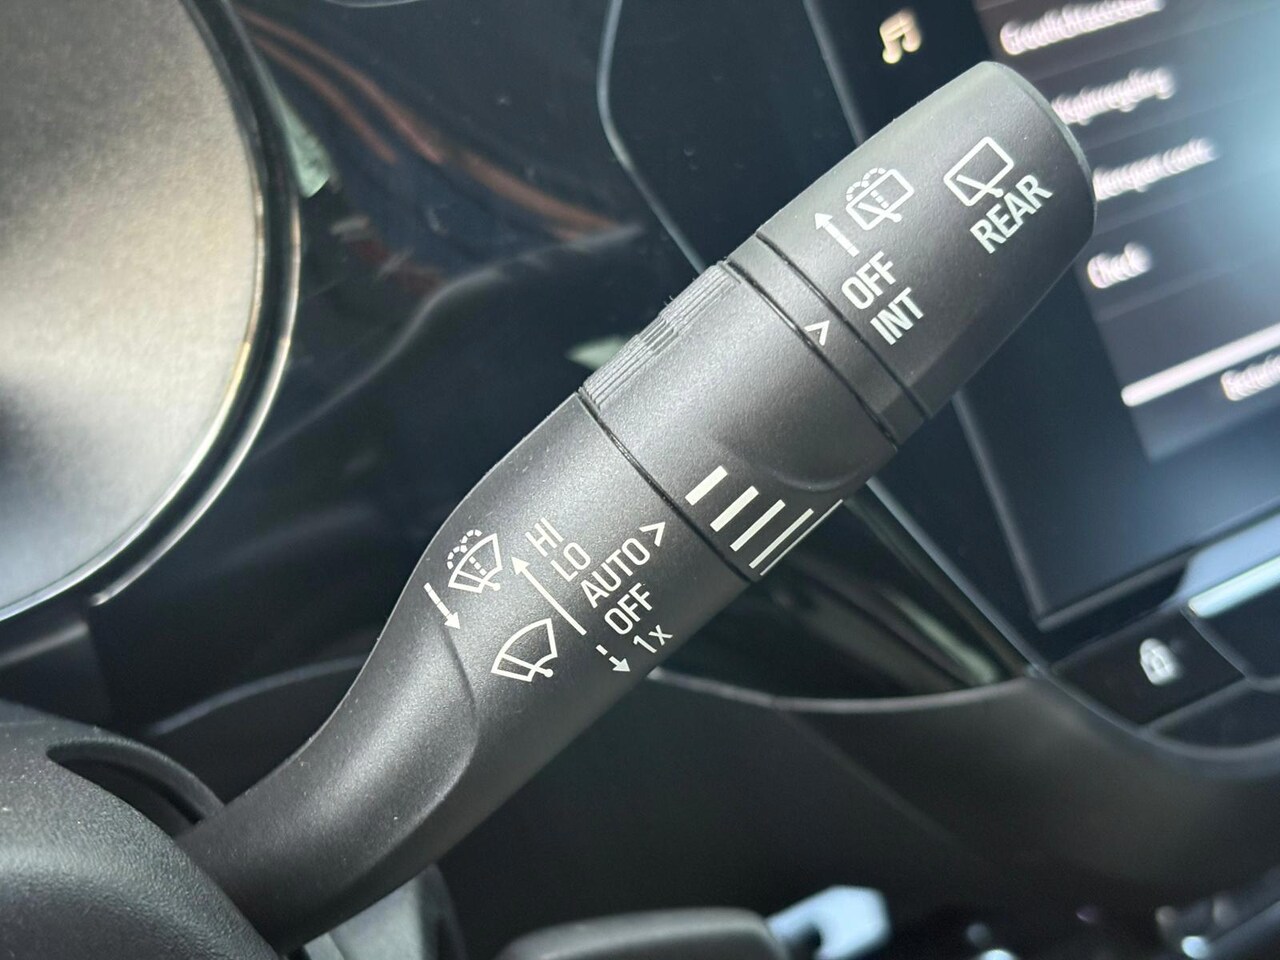 REAR
OFF
INT
HI
LO
AUTO
OFF
1x
Check